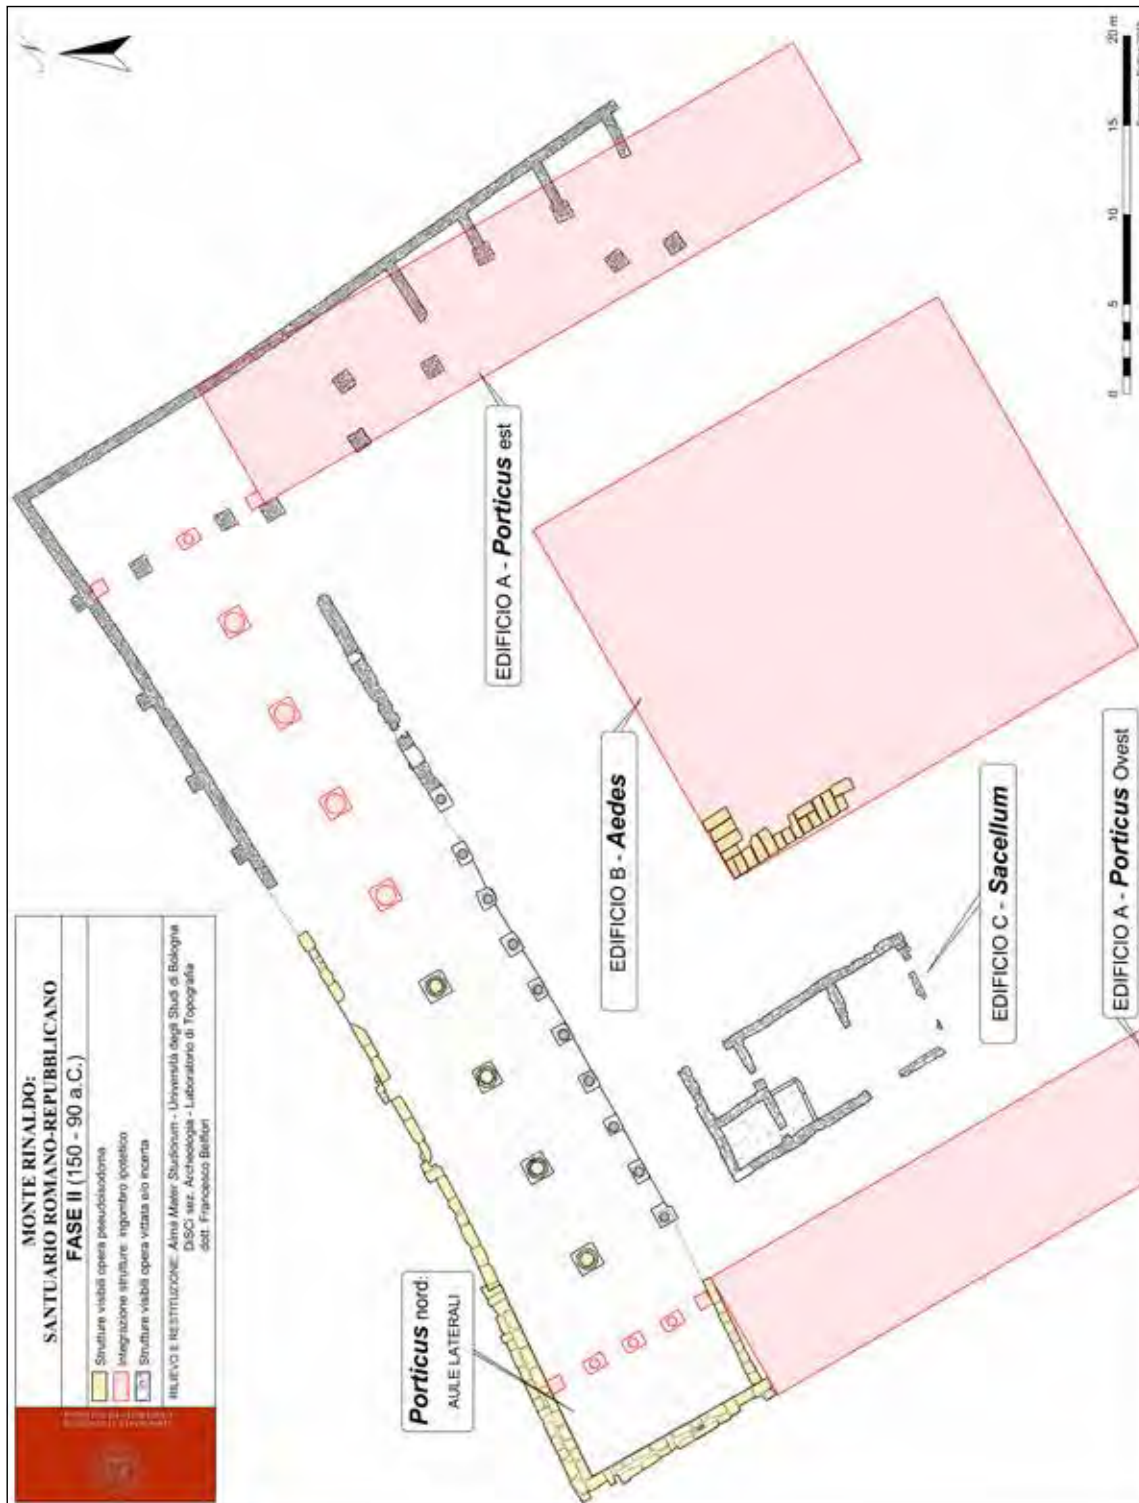 MONTE RINALDO:
SANTUARIO ROMANO-REPUBBLICANO
FASE II (150 - 90 a.C.)
Strutture visibili opera pseudoisodoma
Integrazione strutture: ingombro ipotetico
Strutture visibili opera vittata e/o incerta
RILIEVO E RESTITUZIONE: Alma Mater Studiorum - Università degli Studi di Bologna
DiSCi sez. Archeologia - Laboratorio di Topografia
dott. Francesco Belfiori
Porticus nord:
AULE LATERALI
EDIFICIO A - Porticus est
EDIFICIO B - Aedes
EDIFICIO C - Sacellum
EDIFICIO A - Porticus Ovest
N
0 5 10 15 20 m